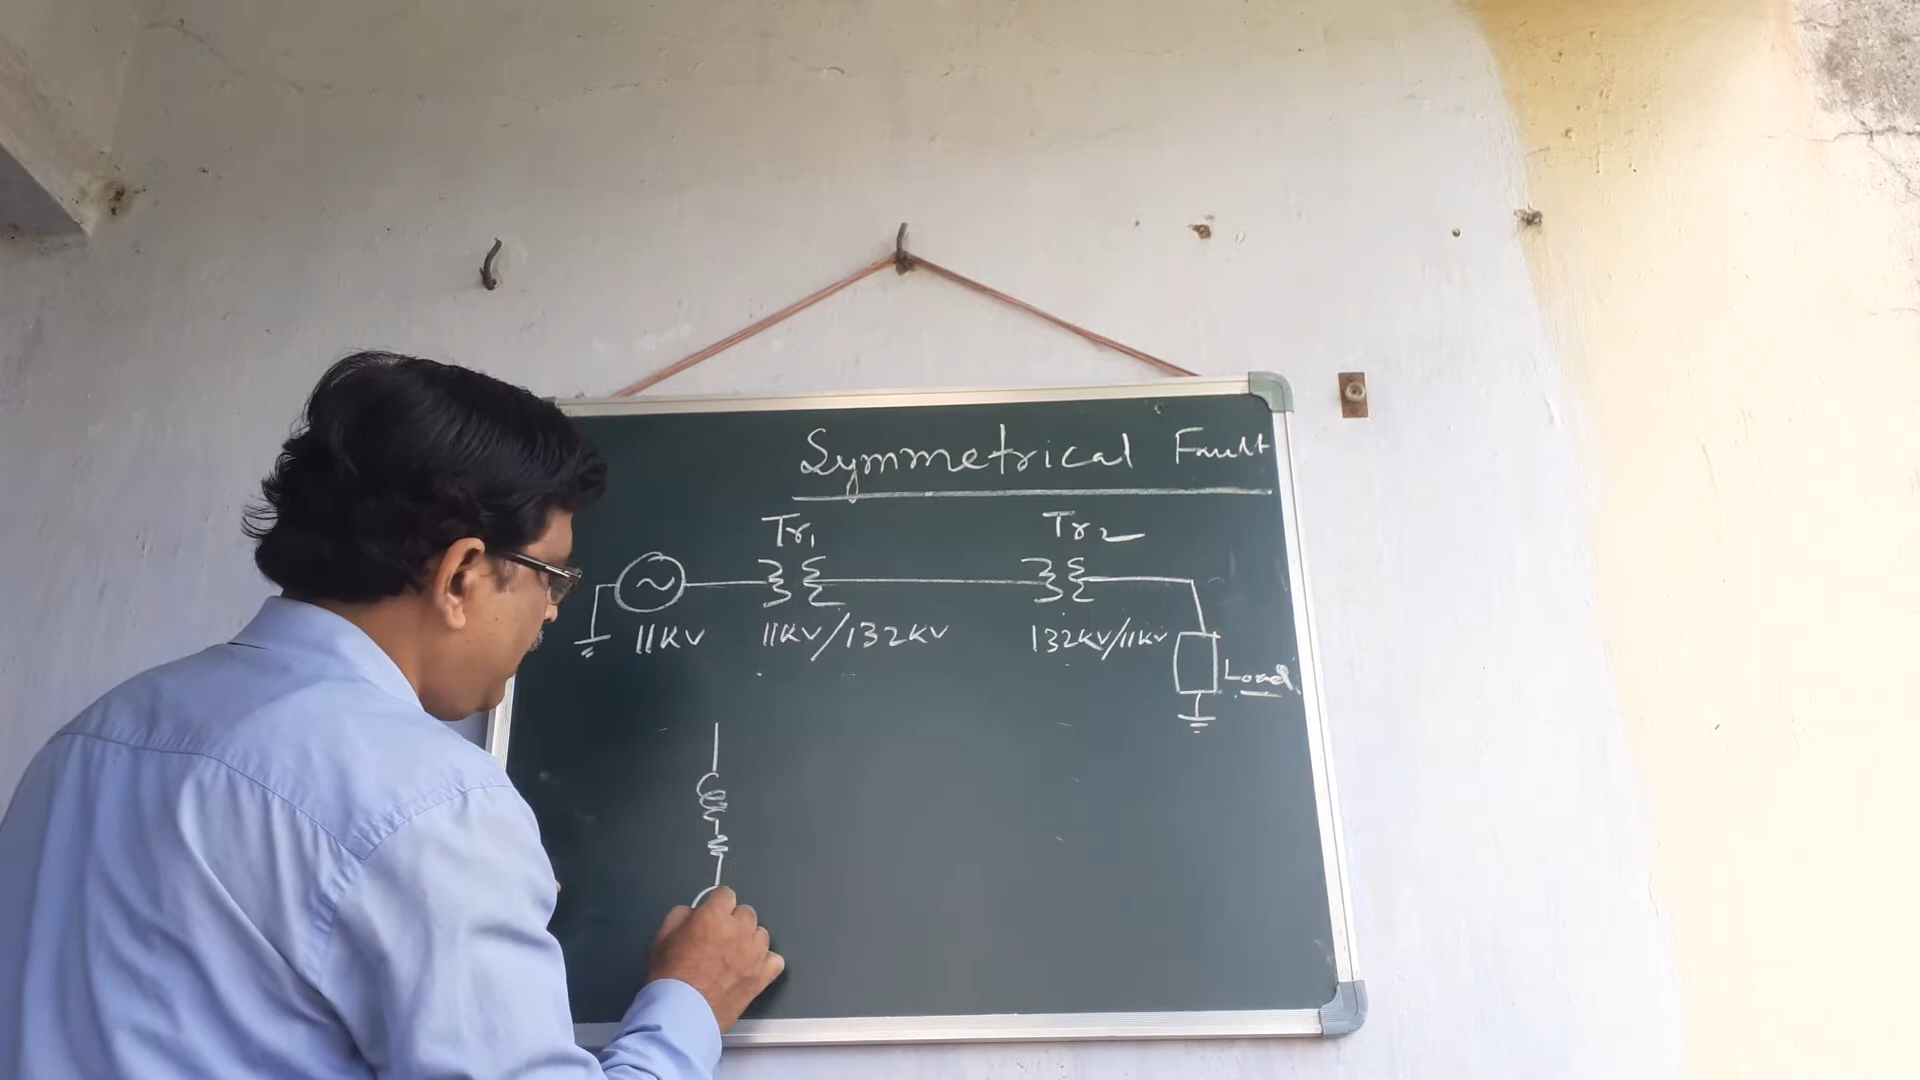 Symmetrical Fault
Tr1 Tr2
~
11KV 11KV/132KV 132KV/11KV
Load